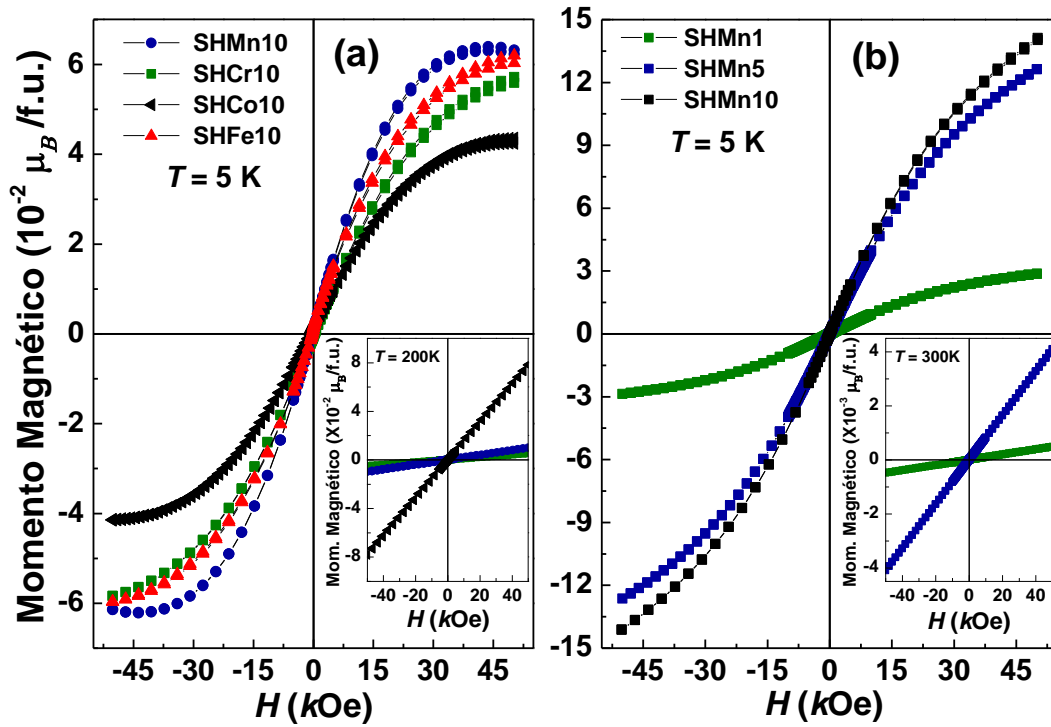 Momento Magnético (10⁻² μB/f.u.)
6
4
2
0
-2
-4
-6
SHMn10
SHCr10
SHCo10
SHFe10
T = 5 K
(a)
-45 -30 -15 0 15 30 45
H (kOe)
Mom. Magnético (X10⁻² μB/f.u.)
T = 200K
8
4
0
-4
-8
-40 -20 0 20 40
H (kOe)
15
12
9
6
3
0
-3
-6
-9
-12
-15
SHMn1
SHMn5
SHMn10
T = 5 K
(b)
-45 -30 -15 0 15 30 45
H (kOe)
Mom. Magnético (X10⁻³ μB/f.u.)
T = 300K
4
2
0
-2
-4
-40 -20 0 20 40
H (kOe)